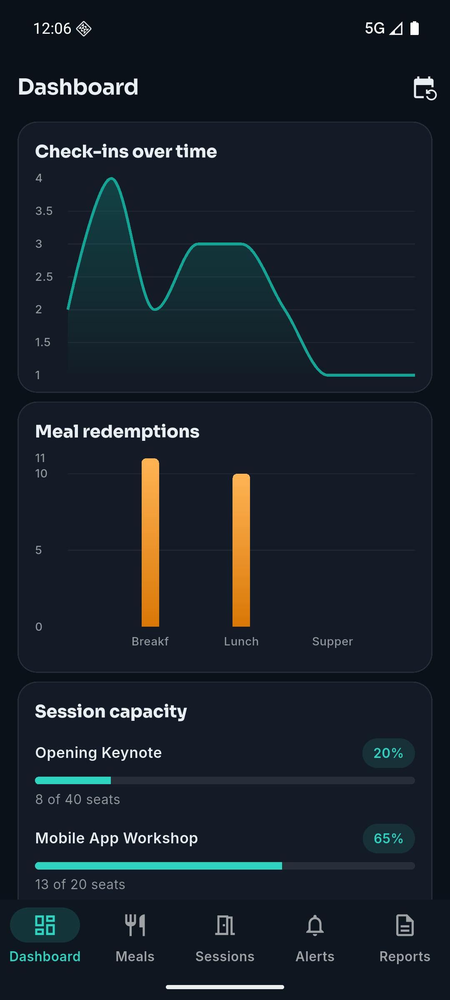 12:06
5G
Dashboard
Check-ins over time
4
3.5
3
2.5
2
1.5
1
Meal redemptions
11
10
5
0
Breakf
Lunch
Supper
Session capacity
Opening Keynote
20%
8 of 40 seats
Mobile App Workshop
65%
13 of 20 seats
Dashboard
Meals
Sessions
Alerts
Reports